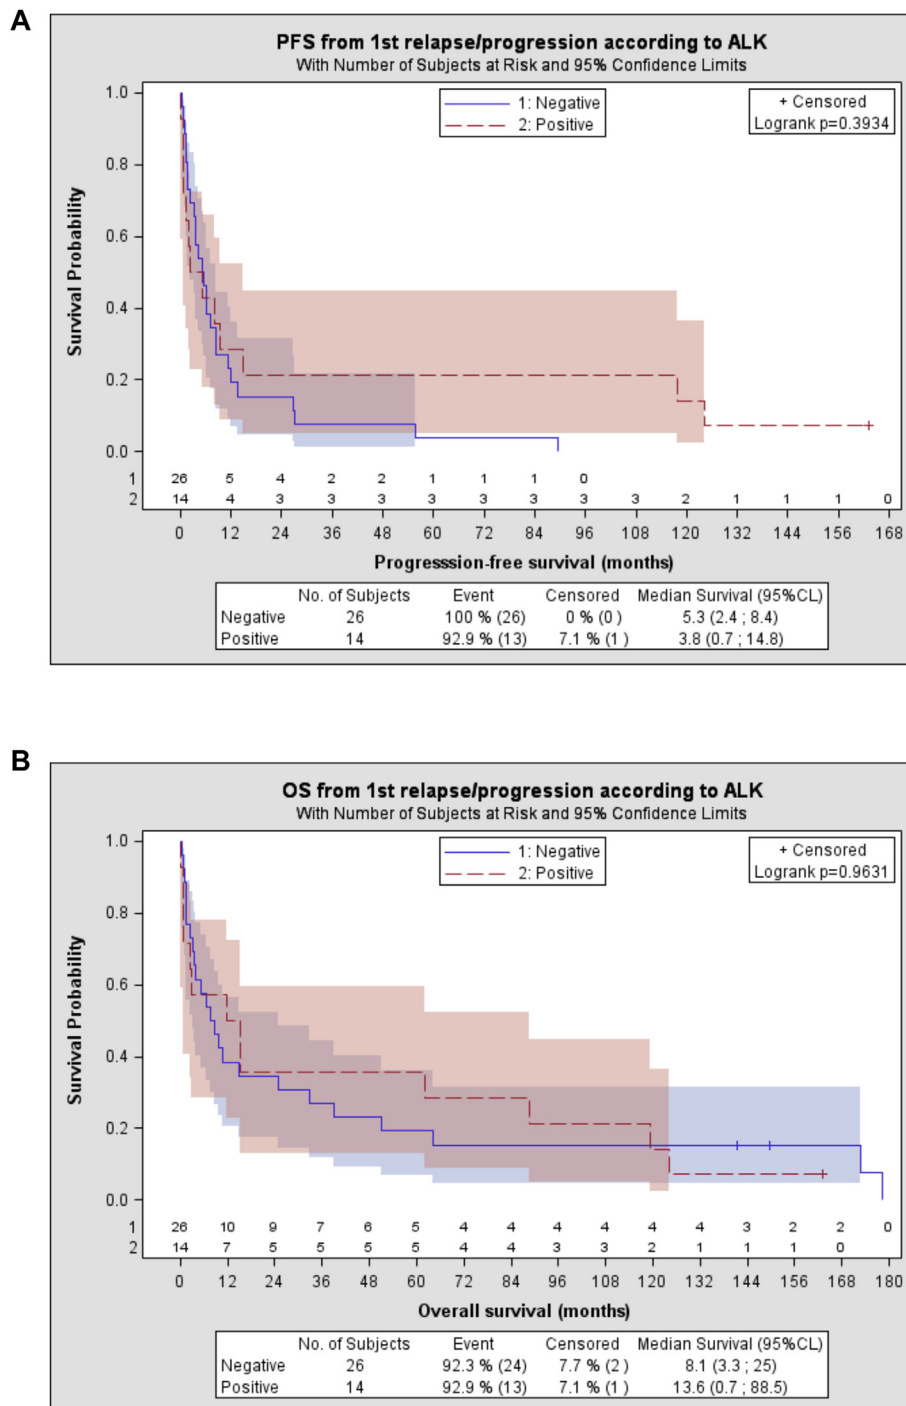 A
PFS from 1st relapse/progression according to ALK
With Number of Subjects at Risk and 95% Confidence Limits
1: Negative
2: Positive
+ Censored
Logrank p=0.3934
Survival Probability
1.0
0.8
0.6
0.4
0.2
0.0
1 26 5 4 2 2 1 1 1 0
2 14 4 3 3 3 3 3 3 3 3 2 1 1 1 0
0 12 24 36 48 60 72 84 96 108 120 132 144 156 168
Progresssion-free survival (months)
No. of Subjects Event Censored Median Survival (95%CL)
Negative 26 100 % (26) 0 % (0 ) 5.3 (2.4 ; 8.4)
Positive 14 92.9 % (13) 7.1 % (1 ) 3.8 (0.7 ; 14.8)
B
OS from 1st relapse/progression according to ALK
With Number of Subjects at Risk and 95% Confidence Limits
1: Negative
2: Positive
+ Censored
Logrank p=0.9631
Survival Probability
1.0
0.8
0.6
0.4
0.2
0.0
1 26 10 9 7 6 5 4 4 4 4 4 4 3 2 2 0
2 14 7 5 5 5 5 4 4 3 3 2 1 1 1 0
0 12 24 36 48 60 72 84 96 108 120 132 144 156 168 180
Overall survival (months)
No. of Subjects Event Censored Median Survival (95%CL)
Negative 26 92.3 % (24) 7.7 % (2 ) 8.1 (3.3 ; 25)
Positive 14 92.9 % (13) 7.1 % (1 ) 13.6 (0.7 ; 88.5)